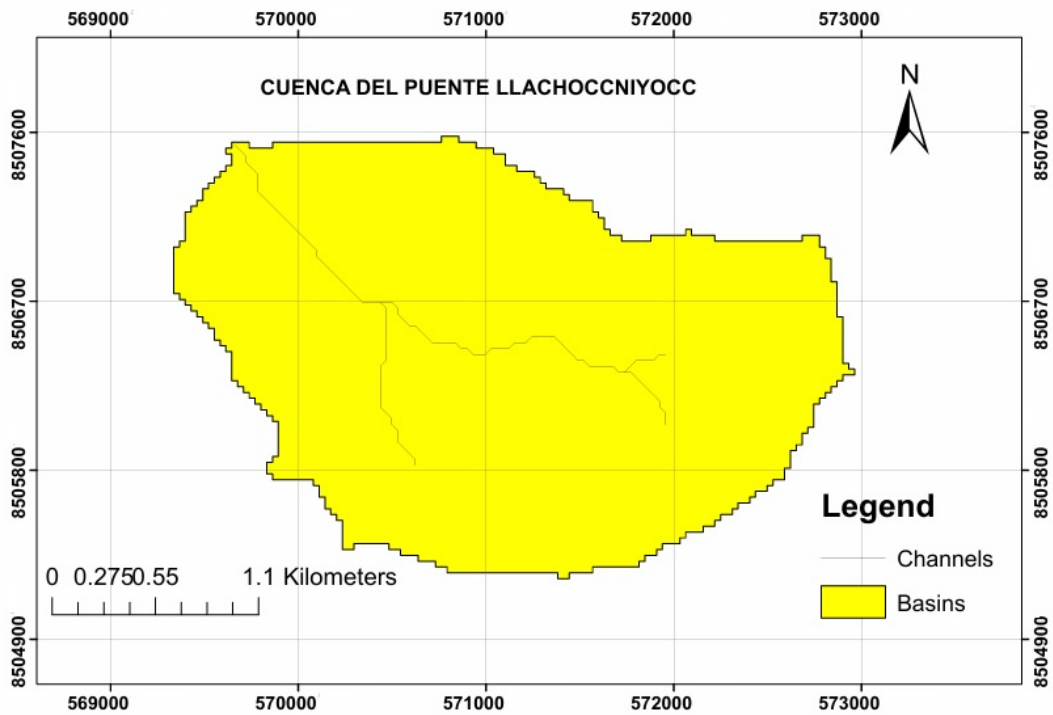 569000 570000 571000 572000 573000
N
CUENCA DEL PUENTE LLACHOCCNIYOCC
8507600 8507600
8506700 8506700
8505800 8505800
Legend
Channels
0 0.2750.55 1.1 Kilometers
Basins
8504900 8504900
569000 570000 571000 572000 573000